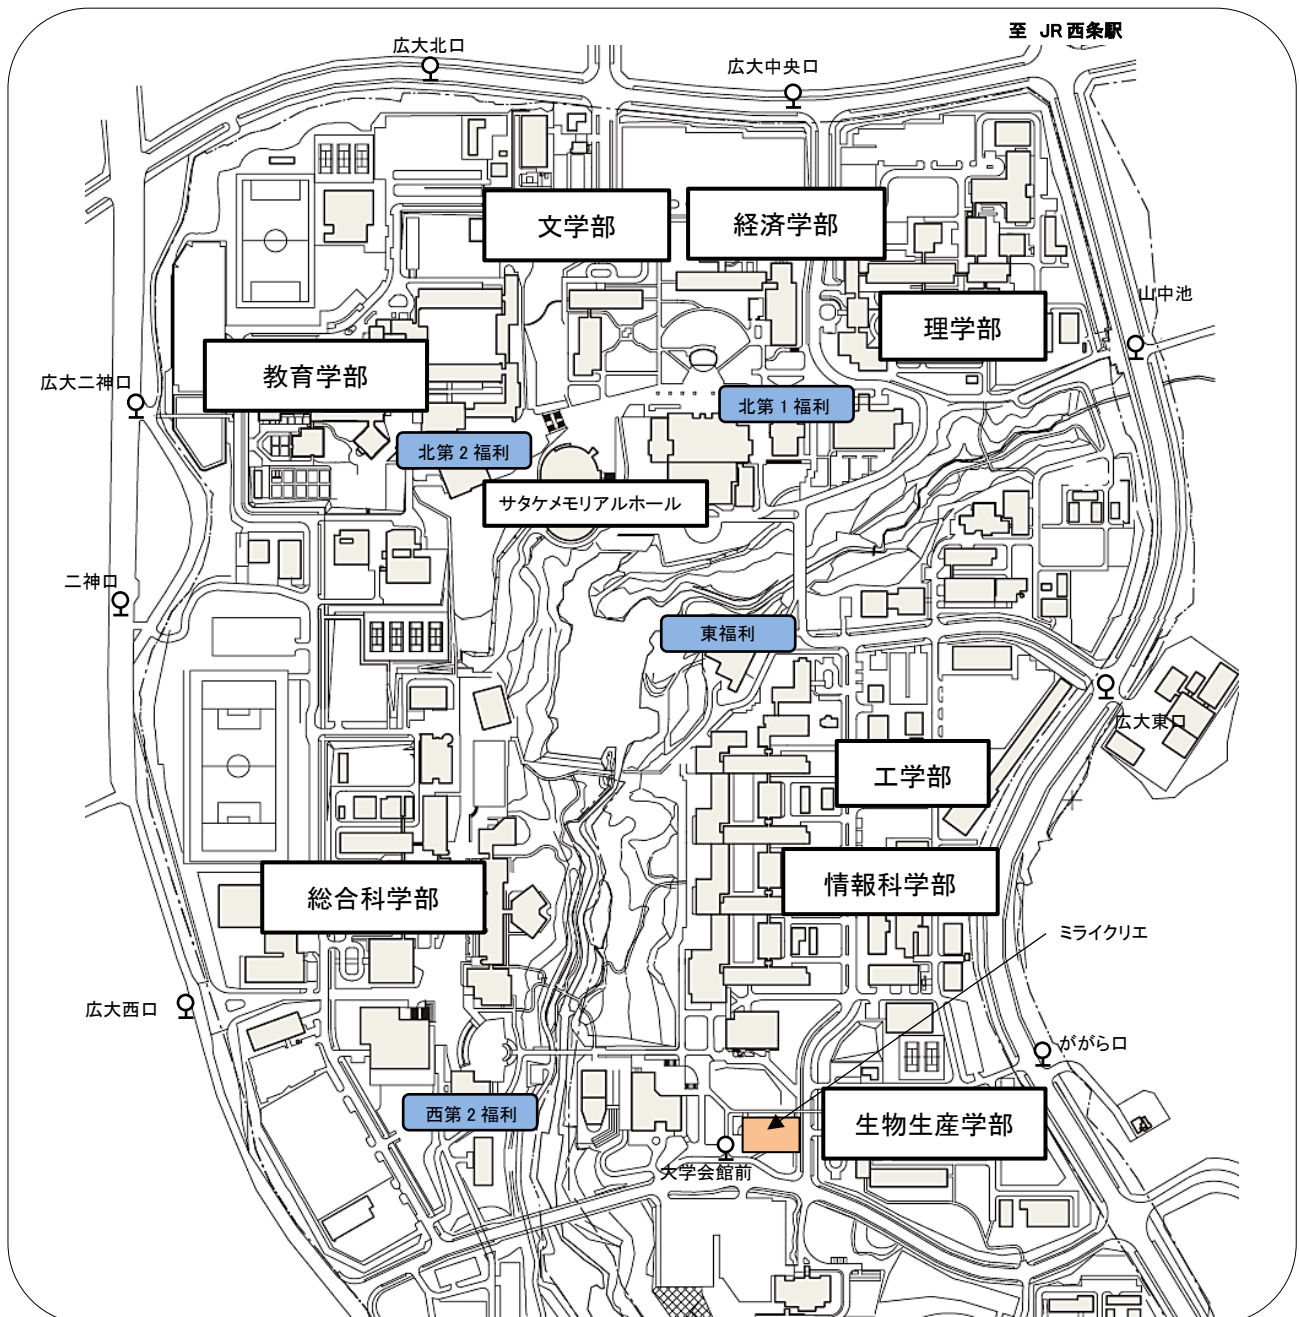 至 JR西条駅
広大北口
広大中央口
文学部
経済学部
山中池
理学部
教育学部
広大二神口
北第1福利
北第2福利
サタケメモリアルホール
二神口
東福利
広大東口
工学部
情報科学部
総合科学部
ミライクリエ
広大西口
ががら口
西第2福利
生物生産学部
大学会館前